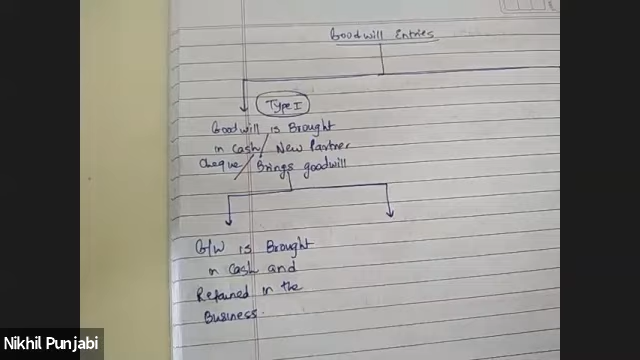 Goodwill Entries
Type I
Goodwill is Brought
in Cash/ New Partner
Cheque/ Brings goodwill
G/W is Brought
in Cash and
Retained in the
Business.
Nikhil Punjabi